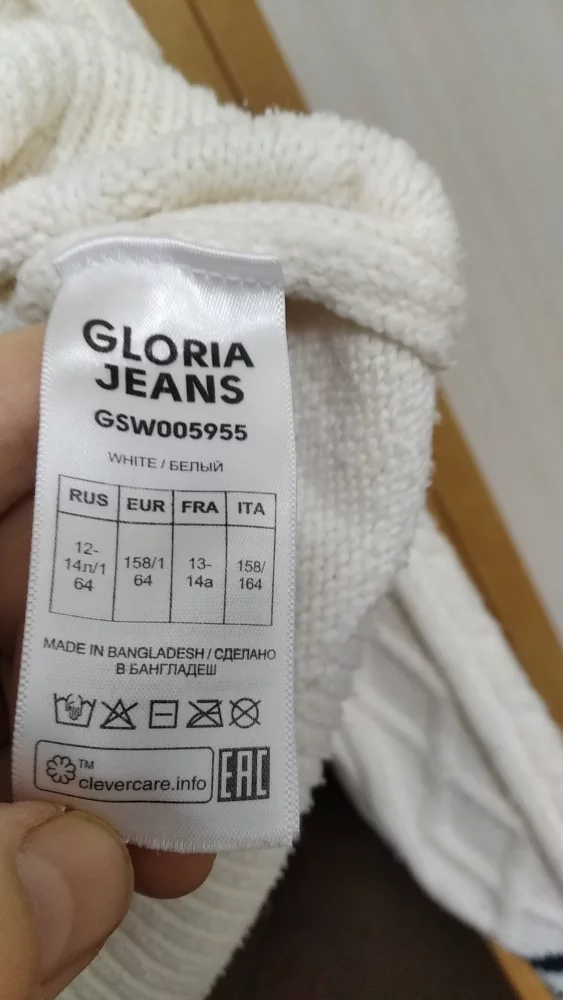 GLORIA
JEANS
GSW005955
WHITE / БЕЛЫЙ
RUS EUR FRA ITA
12- 158/1 13- 158/
14л/1 64 14a 164
64
MADE IN BANGLADESH / СДЕЛАНО
В БАНГЛАДЕШ
TM
clevercare.info
EAC